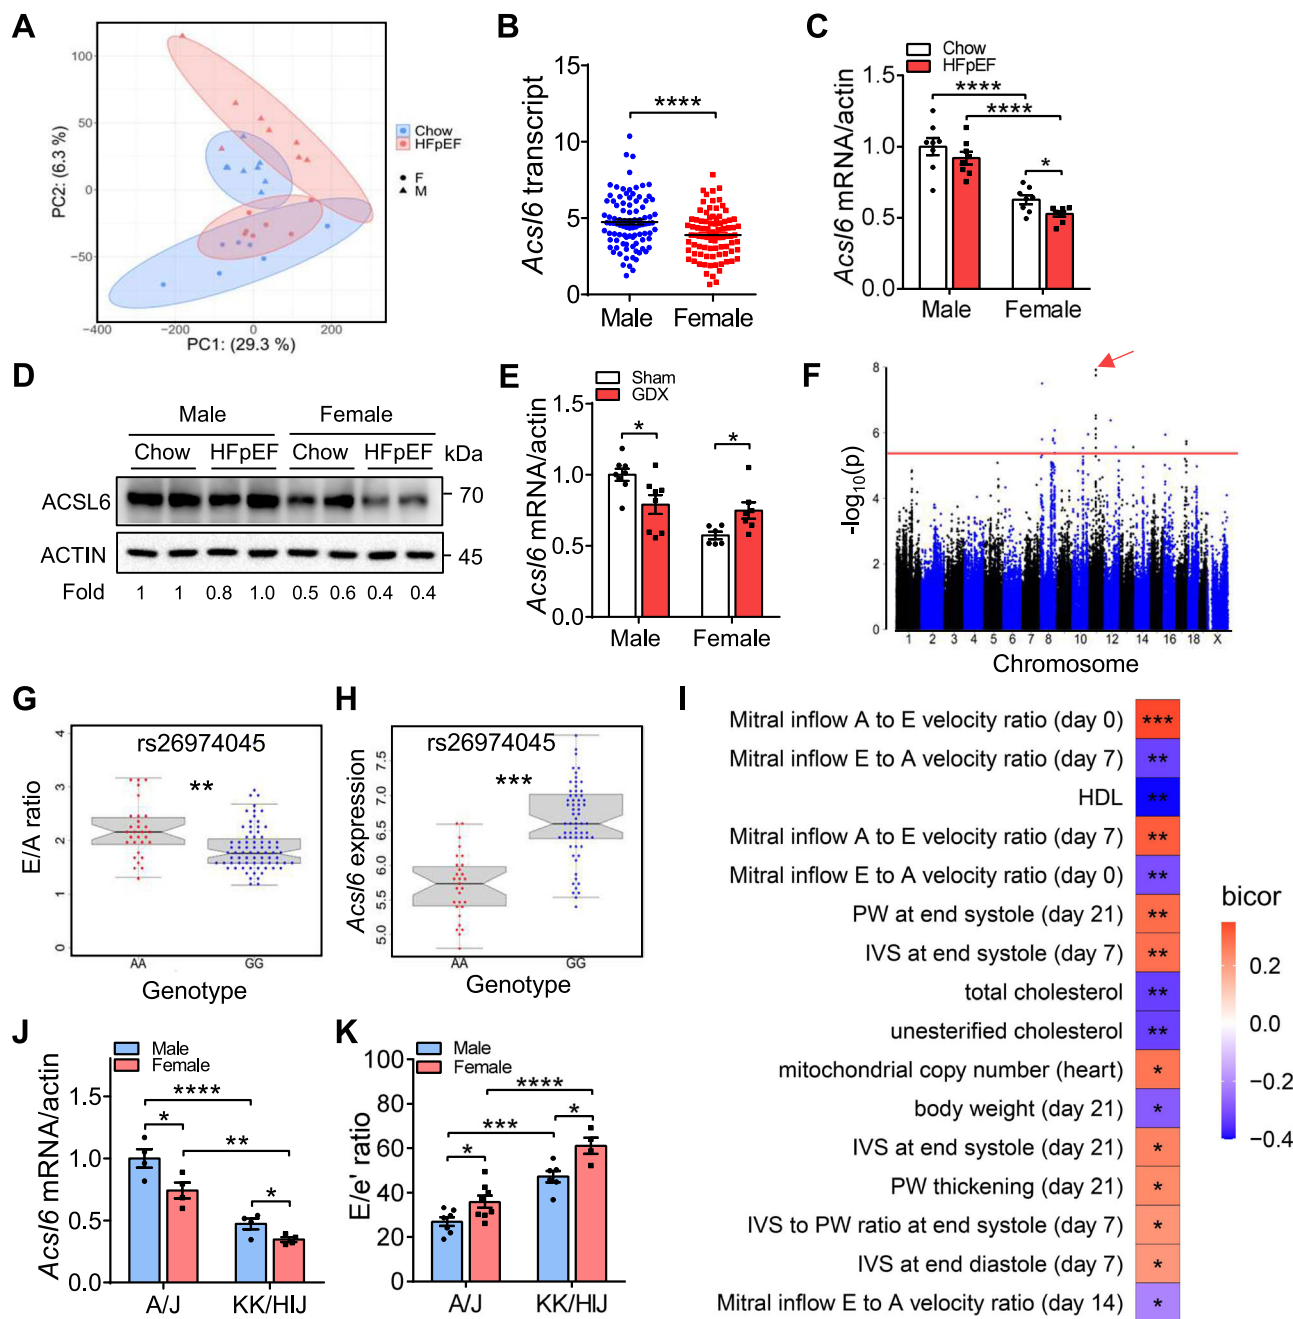 A
100
50
0
−50
PC2: (6.3 %)
−400
−200
0
200
PC1: (29.3 %)
Chow
HFpEF
F
M
B
15
10
5
0
Acsl6 transcript
****
Male
Female
C
Chow
HFpEF
1.5
1.0
0.5
0.0
Acsl6 mRNA/actin
****
****
*
Male
Female
D
Male
Female
Chow
HFpEF
Chow
HFpEF
kDa
ACSL6
70
ACTIN
45
Fold
1 1 0.8 1.0 0.5 0.6 0.4 0.4
E
Sham
GDX
1.5
1.0
0.5
0.0
Acsl6 mRNA/actin
*
*
Male
Female
F
8
6
4
2
0
-log10(p)
1 2 3 4 5 6 7 8 10 12 14 16 18 X
Chromosome
G
rs26974045
**
4
3
2
1
0
E/A ratio
AA
GG
Genotype
H
rs26974045
***
7.5
7.0
6.5
6.0
5.5
5.0
Acsl6 expression
AA
GG
Genotype
I
Mitral inflow A to E velocity ratio (day 0) ***
Mitral inflow E to A velocity ratio (day 7) **
HDL **
Mitral inflow A to E velocity ratio (day 7) **
Mitral inflow E to A velocity ratio (day 0) **
PW at end systole (day 21) **
IVS at end systole (day 7) **
total cholesterol **
unesterified cholesterol **
mitochondrial copy number (heart) *
body weight (day 21) *
IVS at end systole (day 21) *
PW thickening (day 21) *
IVS to PW ratio at end systole (day 7) *
IVS at end diastole (day 7) *
Mitral inflow E to A velocity ratio (day 14) *
bicor
0.2
0.0
−0.2
−0.4
J
Male
Female
1.5
1.0
0.5
0.0
Acsl6 mRNA/actin
****
*
**
*
A/J
KK/HIJ
K
Male
Female
100
80
60
40
20
0
E/e' ratio
****
***
*
*
A/J
KK/HIJ